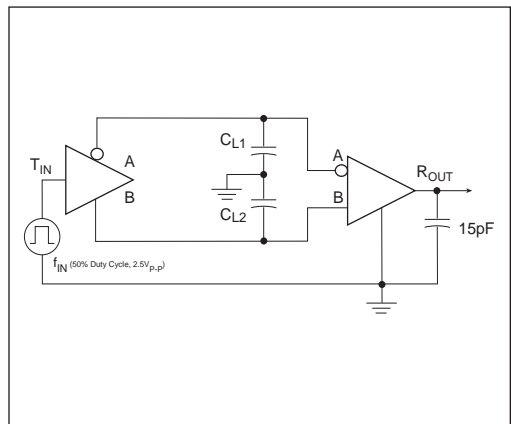 C_L1
A
A
T_IN
R_OUT
B
B
C_L2
15pF
f_IN (50% Duty Cycle, 2.5V_P-P)